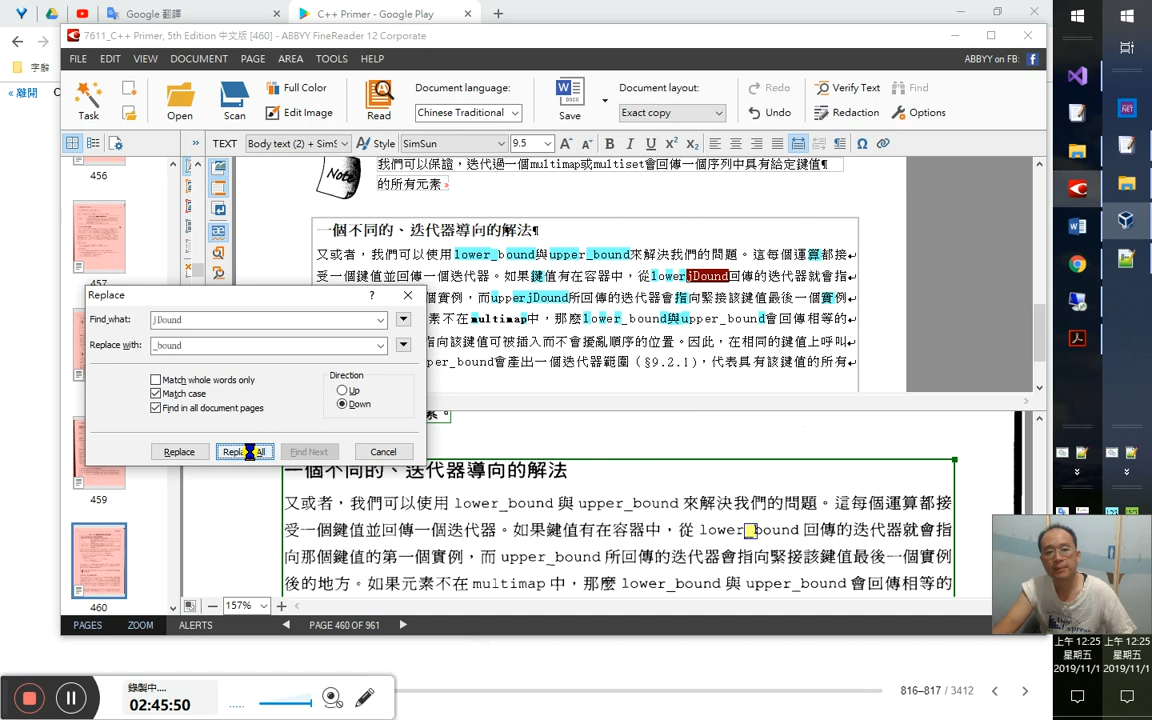 Google 翻譯
C++ Primer - Google Play
7611_C++ Primer, 5th Edition 中文版 [460] - ABBYY FineReader 12 Corporate
字辭
« 離開
FILE EDIT VIEW DOCUMENT PAGE AREA TOOLS HELP
ABBYY on FB:
Task
Open
Scan
Full Color
Edit Image
Read
Document language:
Chinese Traditional
Save
Document layout:
Exact copy
Redo
Undo
Verify Text
Find
Redaction
Options
TEXT
Body text (2) + SimS
Style
SimSun
9.5
456
457
459
460
Note
我們可以保證，迭代過一個multimap或multiset會回傳一個序列中具有給定鍵值¶
的所有元素
一個不同的、迭代器導向的解法¶
又或者，我們可以使用lower_bound與upper_bound來解決我們的問題。這每個運算都接
受一個鍵值並回傳一個迭代器。如果鍵值有在容器中，從lowerjDound回傳的迭代器就會指
個實例，而upperjDound所回傳的迭代器會指向緊接該鍵值最後一個實例
素不在multimap中，那麼lower_bound與upper_bound會回傳相等的
指向該鍵值可被插入而不會擾亂順序的位置。因此，在相同的鍵值上呼叫
per_bound會產出一個迭代器範圍（§9.2.1），代表具有該鍵值的所有
Replace
Find what:
jDound
Replace with:
_bound
Match whole words only
Match case
Find in all document pages
Direction
Up
Down
Replace
Replace All
Find Next
Cancel
素。
一個不同的、迭代器導向的解法
又或者，我們可以使用 lower_bound 與 upper_bound 來解決我們的問題。這每個運算都接
受一個鍵值並回傳一個迭代器。如果鍵值有在容器中，從 lower_bound 回傳的迭代器就會指
向那個鍵值的第一個實例，而 upper_bound 所回傳的迭代器會指向緊接該鍵值最後一個實例
後的地方。如果元素不在 multimap 中，那麼 lower_bound 與 upper_bound 會回傳相等的
157%
PAGES ZOOM ALERTS
PAGE 460 OF 961
錄製中....
02:45:50
816–817 / 3412
上午 12:25
星期五
2019/11/1
上午 12:25
星期五
2019/11/1